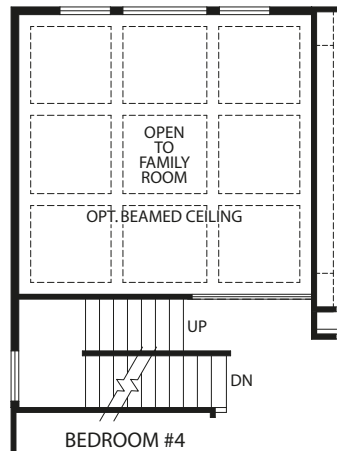 OPEN
TO
FAMILY
ROOM
OPT. BEAMED CEILING
UP
DN
BEDROOM #4